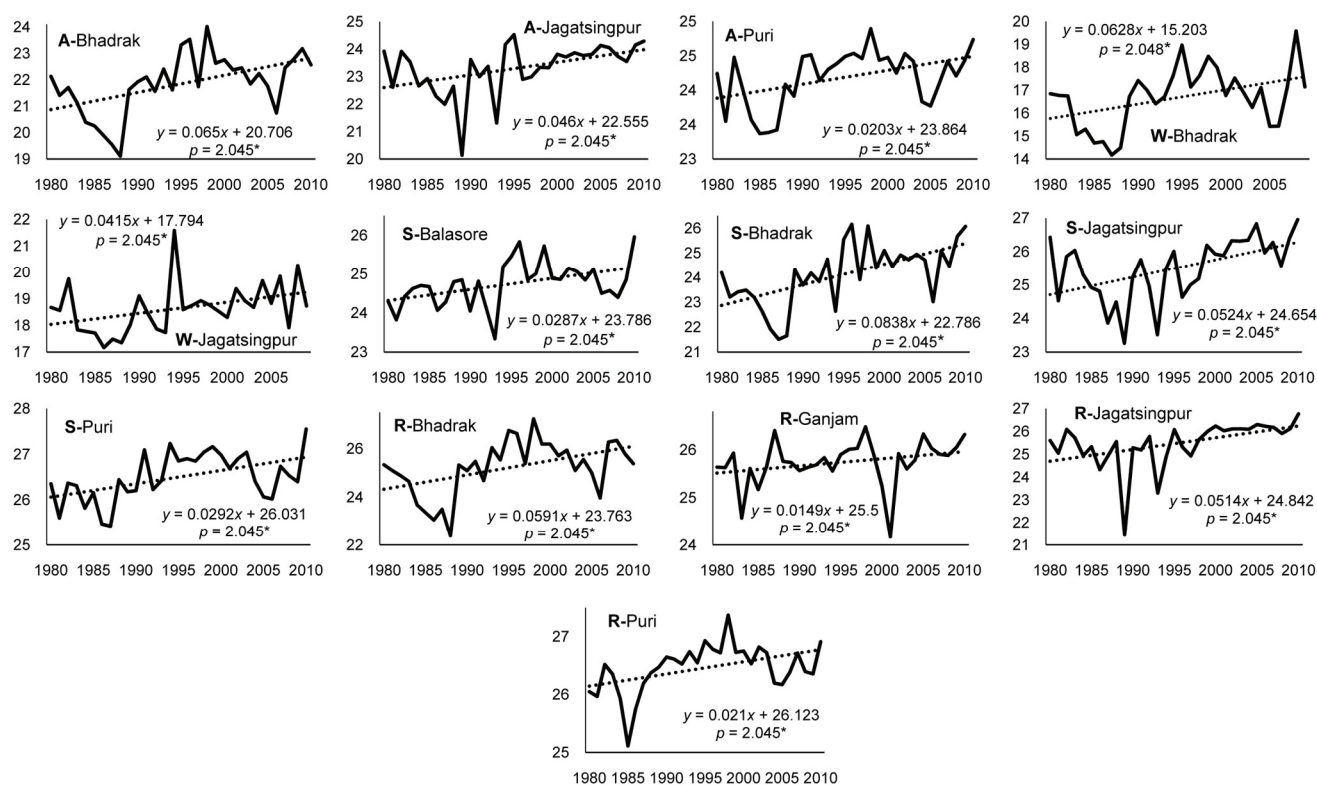 A-Bhadrak
24
23
22
21
20
19
y = 0.065x + 20.706
p = 2.045*
1980 1985 1990 1995 2000 2005 2010
A-Jagatsingpur
25
24
23
22
21
20
y = 0.046x + 22.555
p = 2.045*
1980 1985 1990 1995 2000 2005 2010
A-Puri
25
25
24
24
23
y = 0.0203x + 23.864
p = 2.045*
1980 1985 1990 1995 2000 2005 2010
20
19
18
17
16
15
14
y = 0.0628x + 15.203
p = 2.048*
W-Bhadrak
1980 1985 1990 1995 2000 2005
22
21
20
19
18
17
y = 0.0415x + 17.794
p = 2.045*
W-Jagatsingpur
1980 1985 1990 1995 2000 2005
S-Balasore
26
25
24
23
y = 0.0287x + 23.786
p = 2.045*
1980 1985 1990 1995 2000 2005 2010
S-Bhadrak
26
25
24
23
22
21
y = 0.0838x + 22.786
p = 2.045*
1980 1985 1990 1995 2000 2005 2010
S-Jagatsingpur
27
26
25
24
23
y = 0.0524x + 24.654
p = 2.045*
1980 1985 1990 1995 2000 2005 2010
28
27
26
25
S-Puri
y = 0.0292x + 26.031
p = 2.045*
1980 1985 1990 1995 2000 2005 2010
R-Bhadrak
26
24
22
y = 0.0591x + 23.763
p = 2.045*
1980 1985 1990 1995 2000 2005 2010
R-Ganjam
26
25
25
24
y = 0.0149x + 25.5
p = 2.045*
1980 1985 1990 1995 2000 2005 2010
R-Jagatsingpur
27
26
25
24
23
22
21
y = 0.0514x + 24.842
p = 2.045*
1980 1985 1990 1995 2000 2005 2010
R-Puri
27
26
25
y = 0.021x + 26.123
p = 2.045*
1980 1985 1990 1995 2000 2005 2010